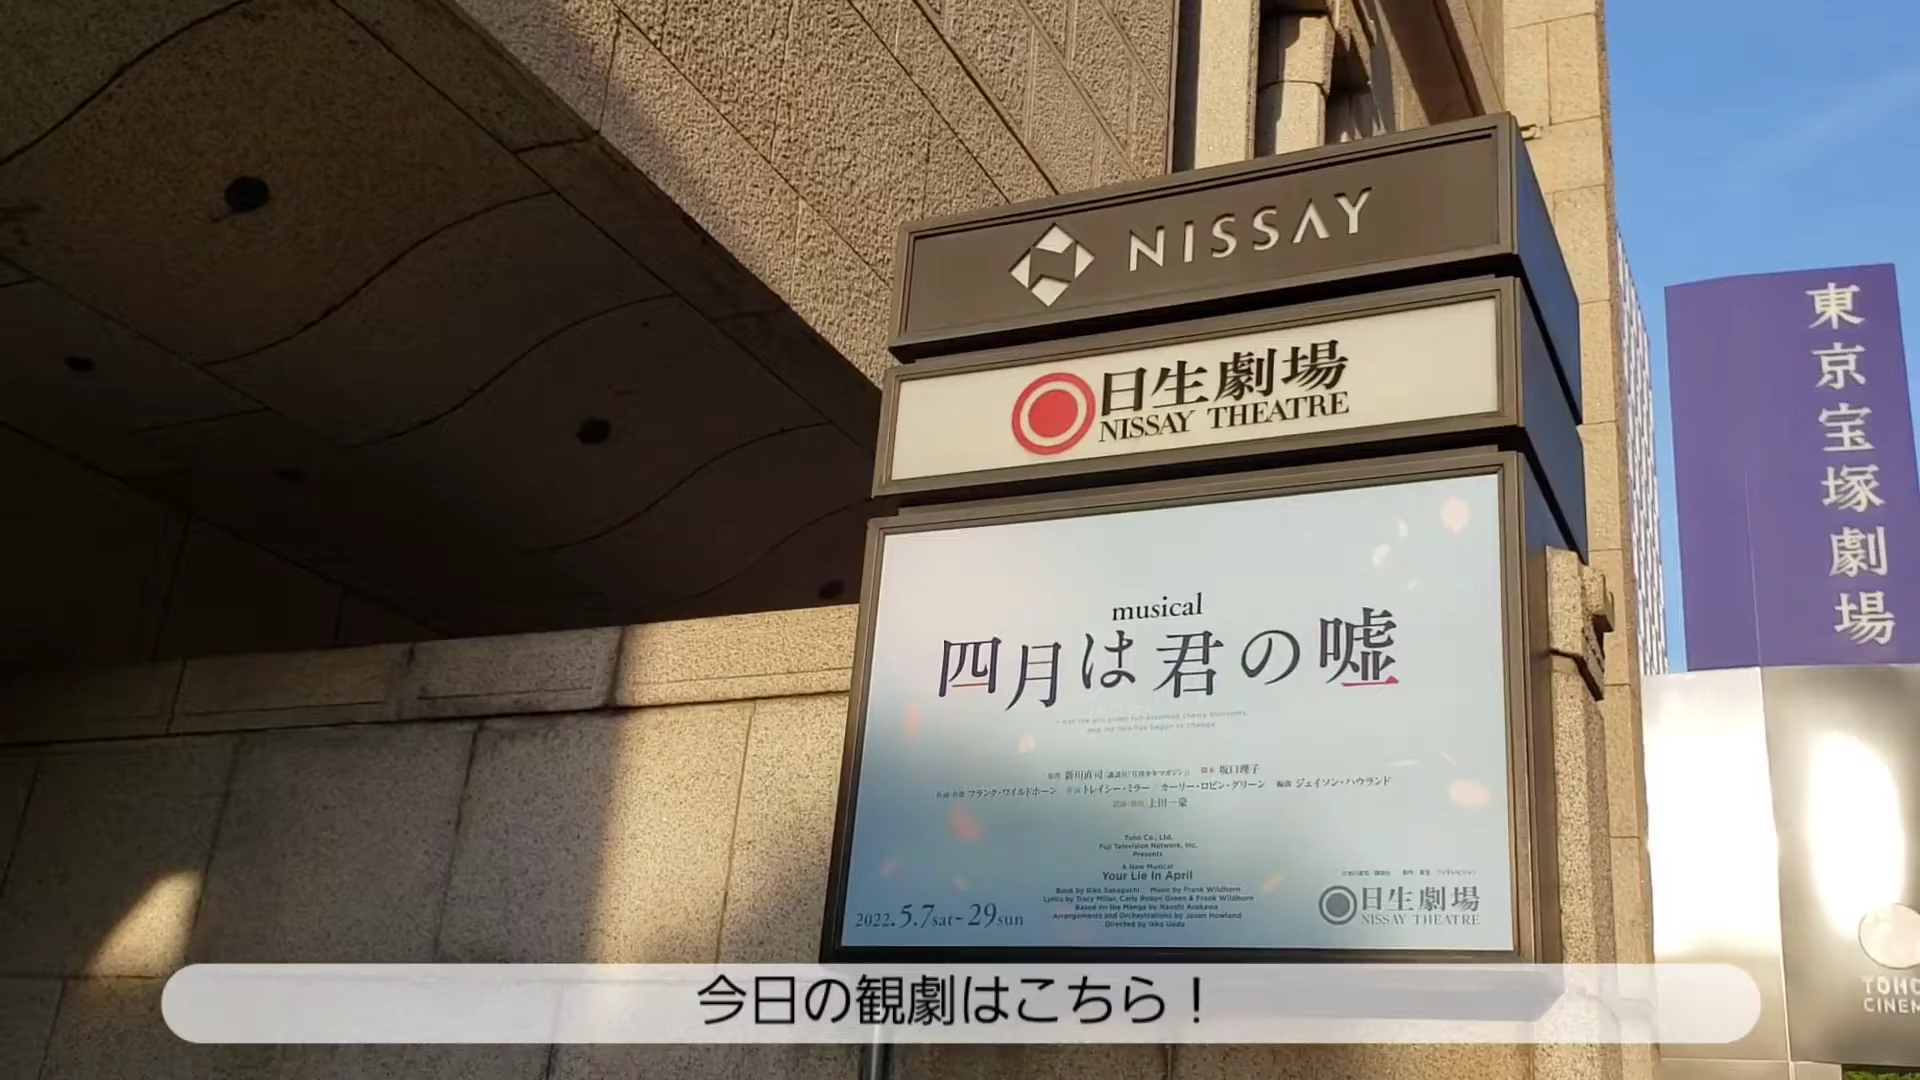 NISSAY
日生劇場
NISSAY THEATRE
musical
四月は君の嘘
原作 新川直司 脚本 坂口理子
フランク・ワイルドホーン トレイシー・ミラー / カーリー・ロビン・グリーン 編曲 ジェイソン・ハウランド
上田一豪
Toho Co., Ltd.
Fuji Television Network, Inc.
Presents
A New Musical
Your Lie In April
Book by Riko Sakaguchi Music by Frank Wildhorn
Lyrics by Tracy Miller, Carly Robyn Green & Frank Wildhorn
Based on the Manga by Naoshi Arakawa
Arrangements and Orchestrations by Jason Howland
Directed by Ikko Ueda
2022.5.7sat-29sun
日生劇場
NISSAY THEATRE
東京宝塚劇場
TOHO
CINEM
今日の観劇はこちら！